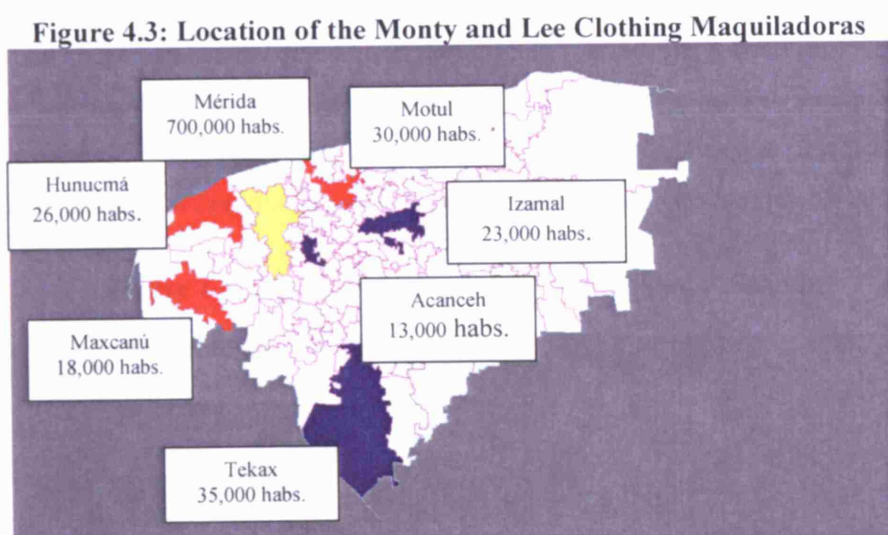 Figure 4.3: Location of the Monty and Lee Clothing Maquiladoras
Mérida
700,000 habs.
Motul
30,000 habs.
Hunucmá
26,000 habs.
Izamal
23,000 habs.
Acanceh
13,000 habs.
Maxcanú
18,000 habs.
Tekax
35,000 habs.